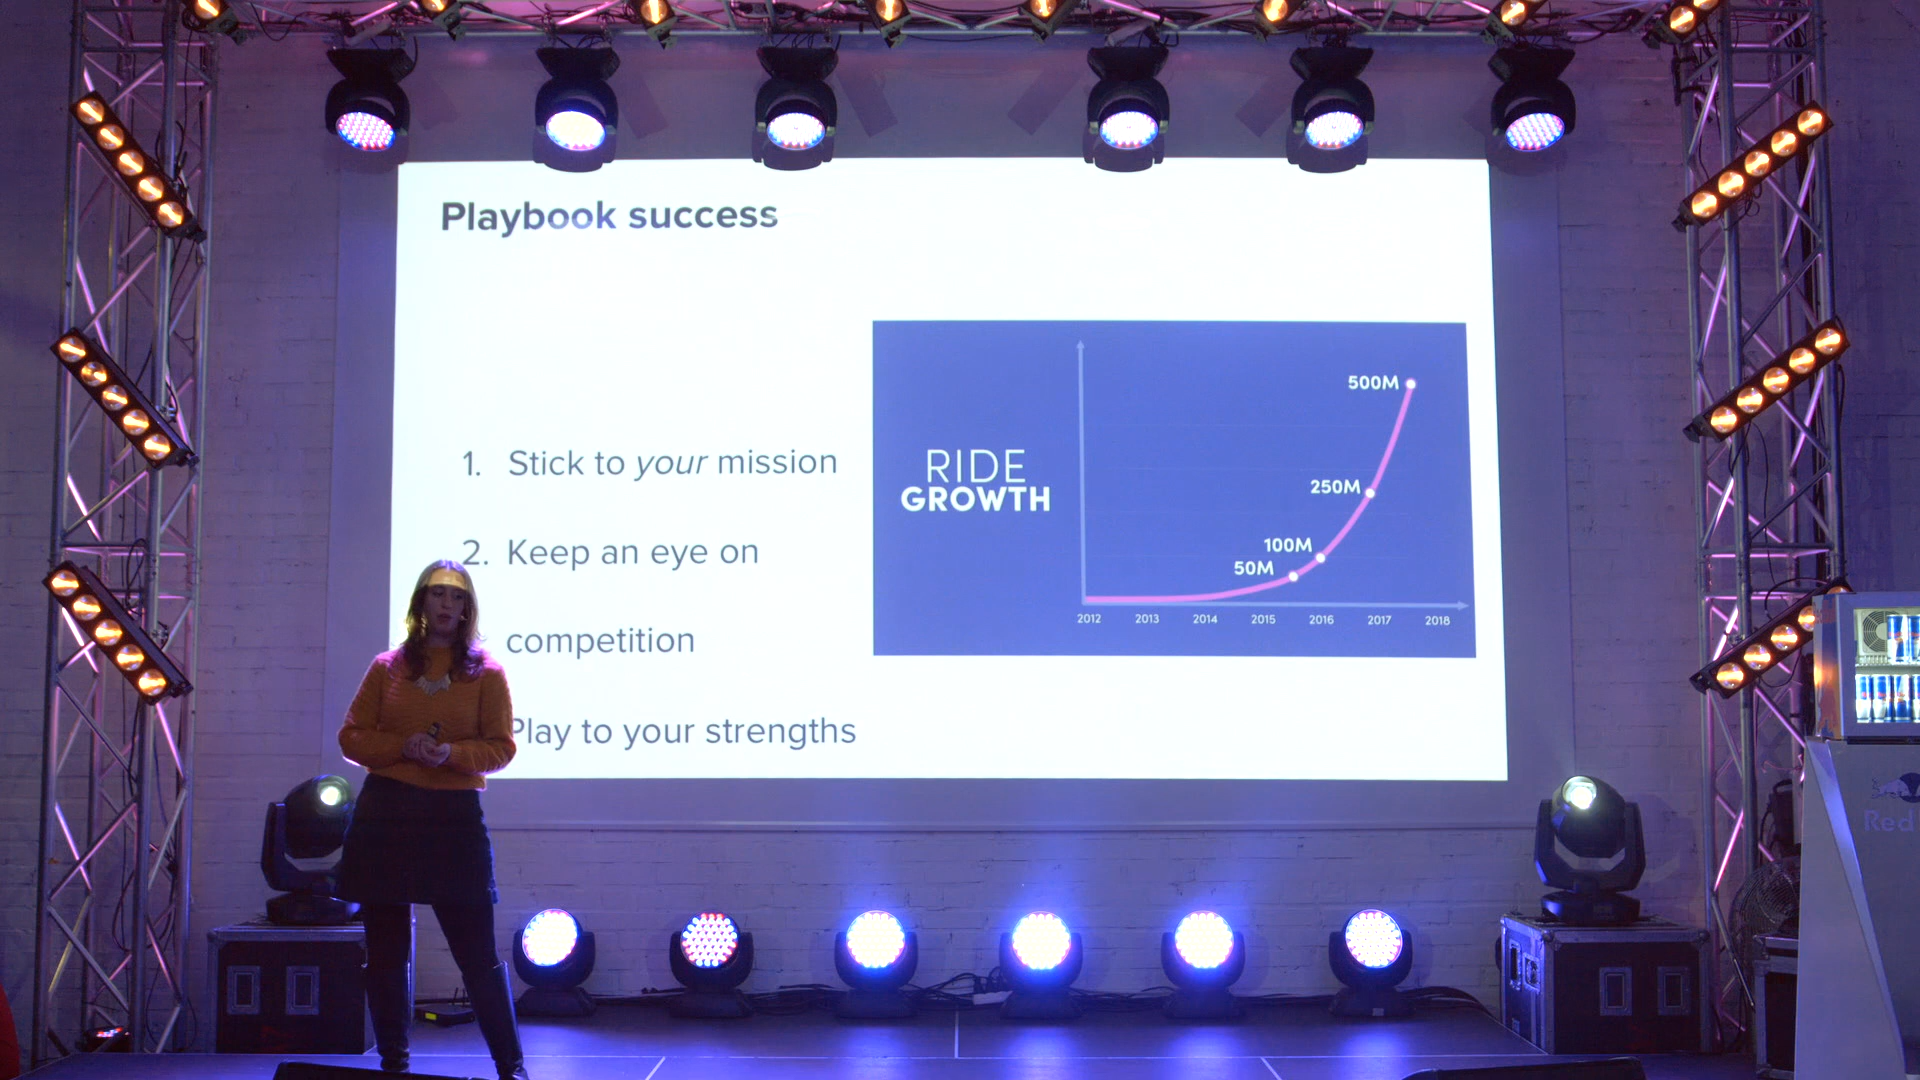 Playbook success
1. Stick to your mission
2. Keep an eye on
competition
Play to your strengths
RIDE
GROWTH
500M
250M
100M
50M
2012 2013 2014 2015 2016 2017 2018
Red